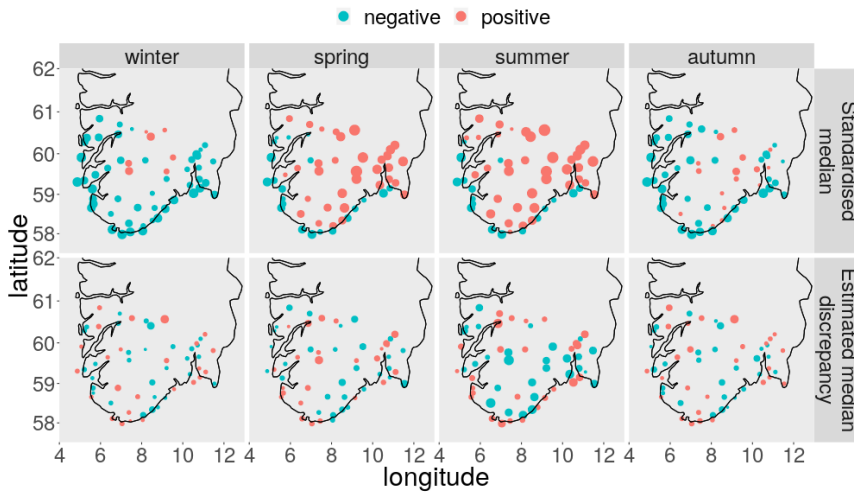 negative positive
winter spring summer autumn
62
61
60
59
58
Standardised
median
62
61
60
59
58
Estimated median
discrepancy
latitude
4 6 8 10 12 4 6 8 10 12 4 6 8 10 12 4 6 8 10 12
longitude